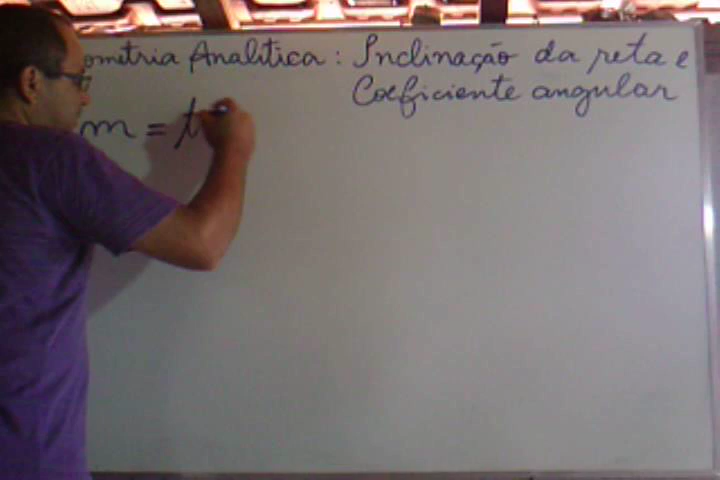 ometria Analítica: Inclinação da reta e
Coeficiente angular
m = t